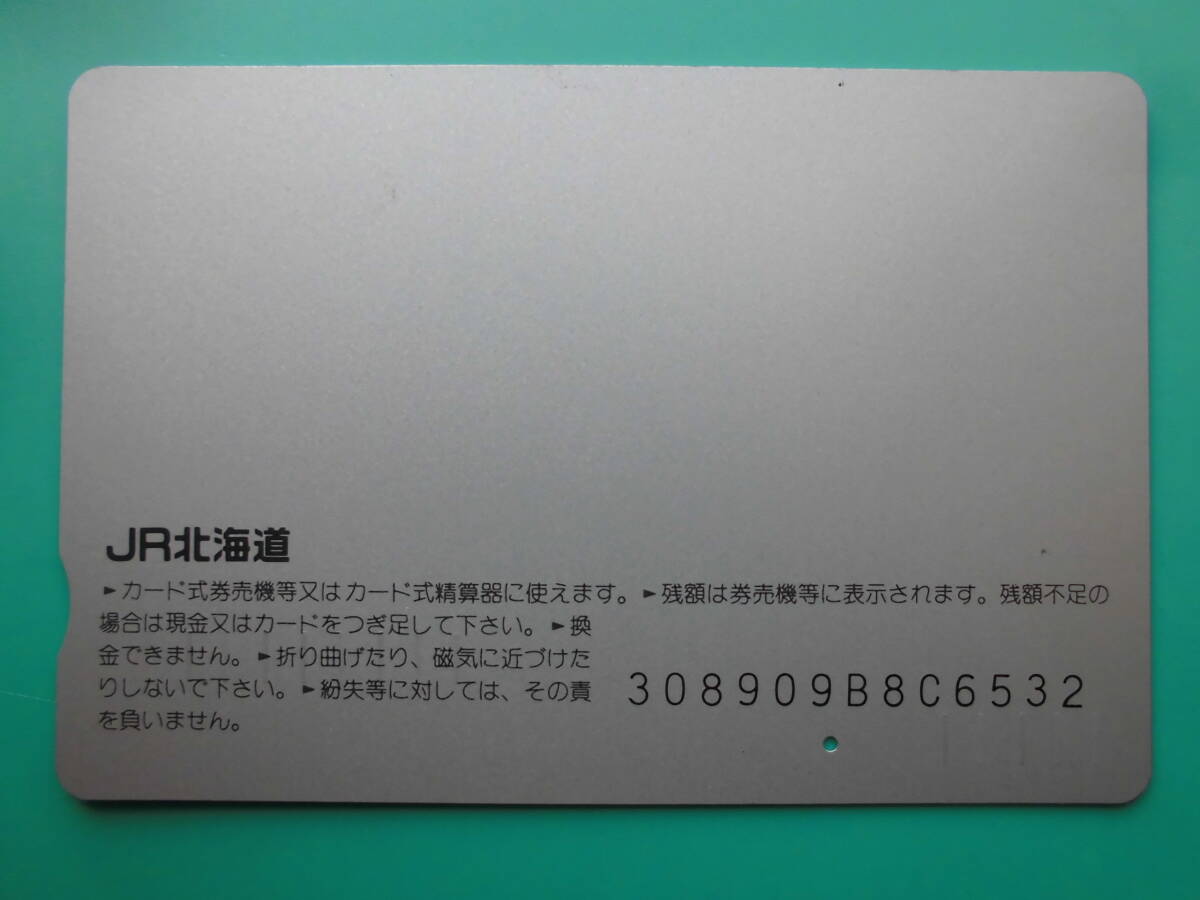 JR北海道
►カード式券売機等又はカード式精算器に使えます。►残額は券売機等に表示されます。残額不足の
場合は現金又はカードをつぎ足して下さい。►換
金できません。►折り曲げたり、磁気に近づけた
りしないで下さい。►紛失等に対しては、その責
を負いません。
308909B8C6532